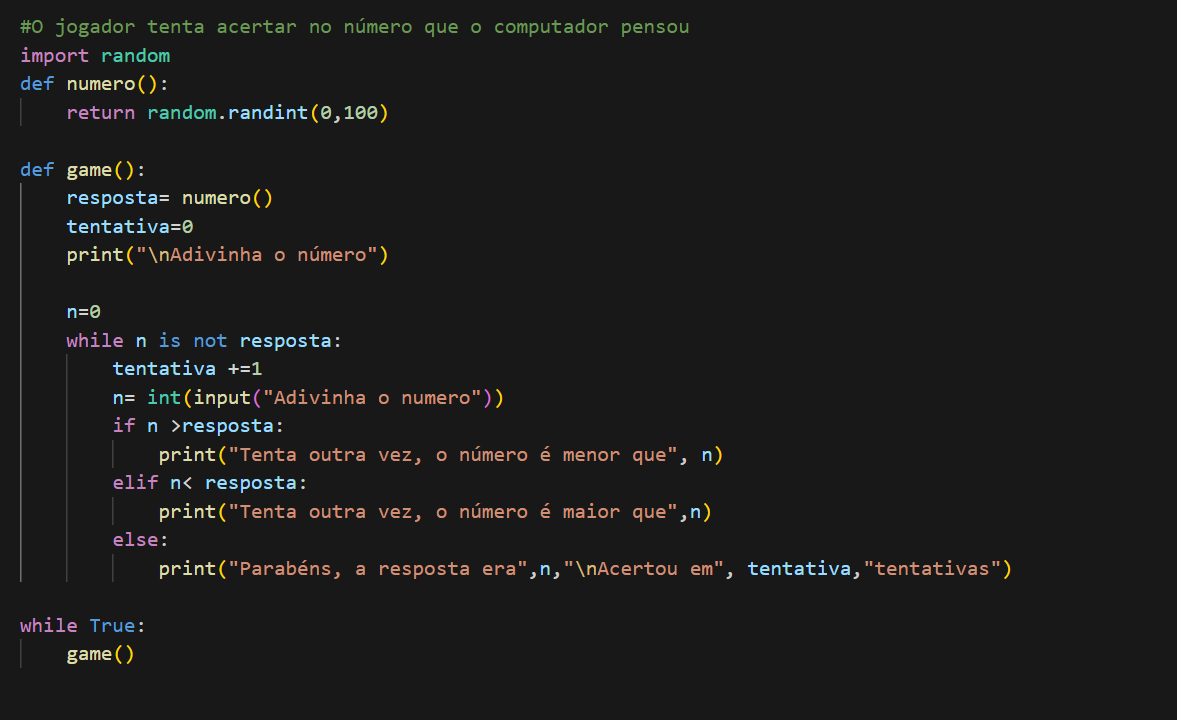 #O jogador tenta acertar no número que o computador pensou
import random
def numero():
    return random.randint(0,100)

def game():
    resposta= numero()
    tentativa=0
    print("\nAdivinha o número")

    n=0
    while n is not resposta:
        tentativa +=1
        n= int(input("Adivinha o numero"))
        if n >resposta:
            print("Tenta outra vez, o número é menor que", n)
        elif n< resposta:
            print("Tenta outra vez, o número é maior que",n)
        else:
            print("Parabéns, a resposta era",n,"\nAcertou em", tentativa,"tentativas")

while True:
    game()